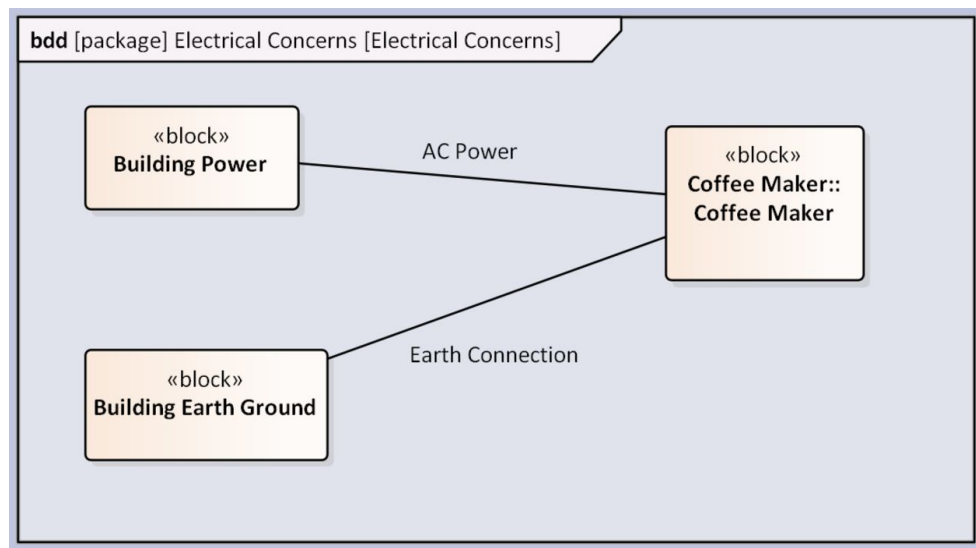 bdd [package] Electrical Concerns [Electrical Concerns]
«block»
Building Power
AC Power
«block»
Coffee Maker::
Coffee Maker
Earth Connection
«block»
Building Earth Ground